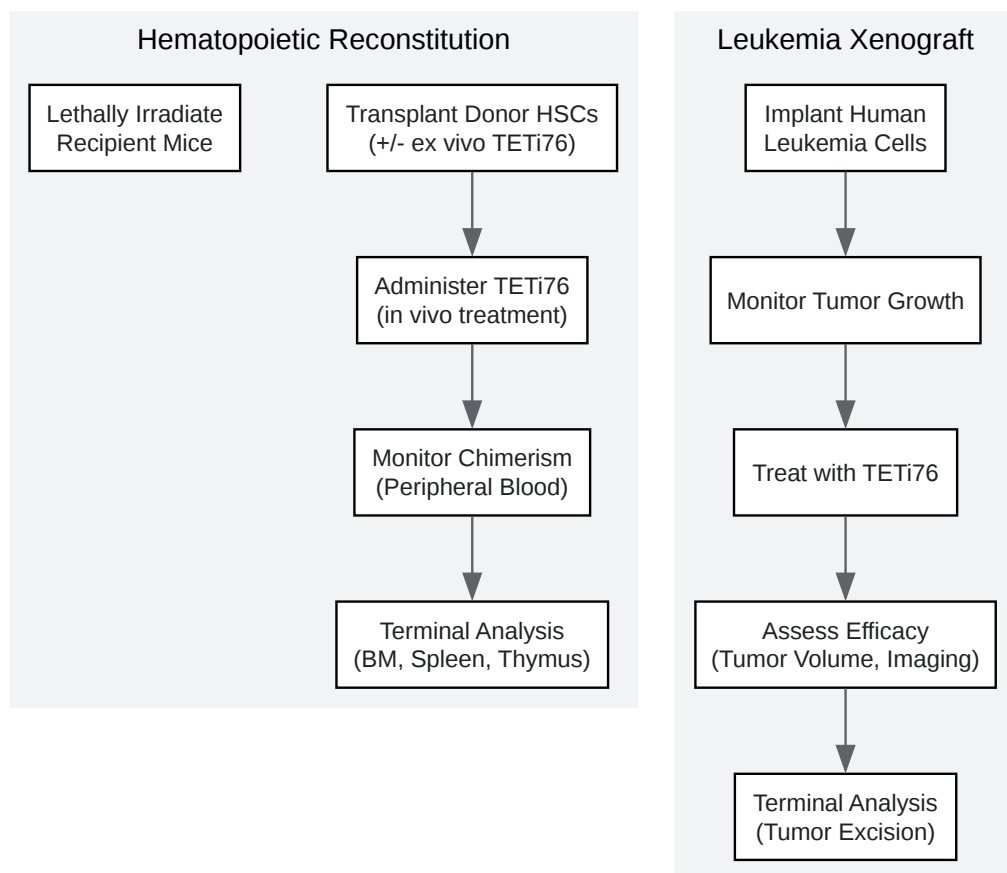 Hematopoietic Reconstitution
Lethally Irradiate
Recipient Mice
Transplant Donor HSCs
(+/- ex vivo TETi76)
Administer TETi76
(in vivo treatment)
Monitor Chimerism
(Peripheral Blood)
Terminal Analysis
(BM, Spleen, Thymus)
Leukemia Xenograft
Implant Human
Leukemia Cells
Monitor Tumor Growth
Treat with TETi76
Assess Efficacy
(Tumor Volume, Imaging)
Terminal Analysis
(Tumor Excision)